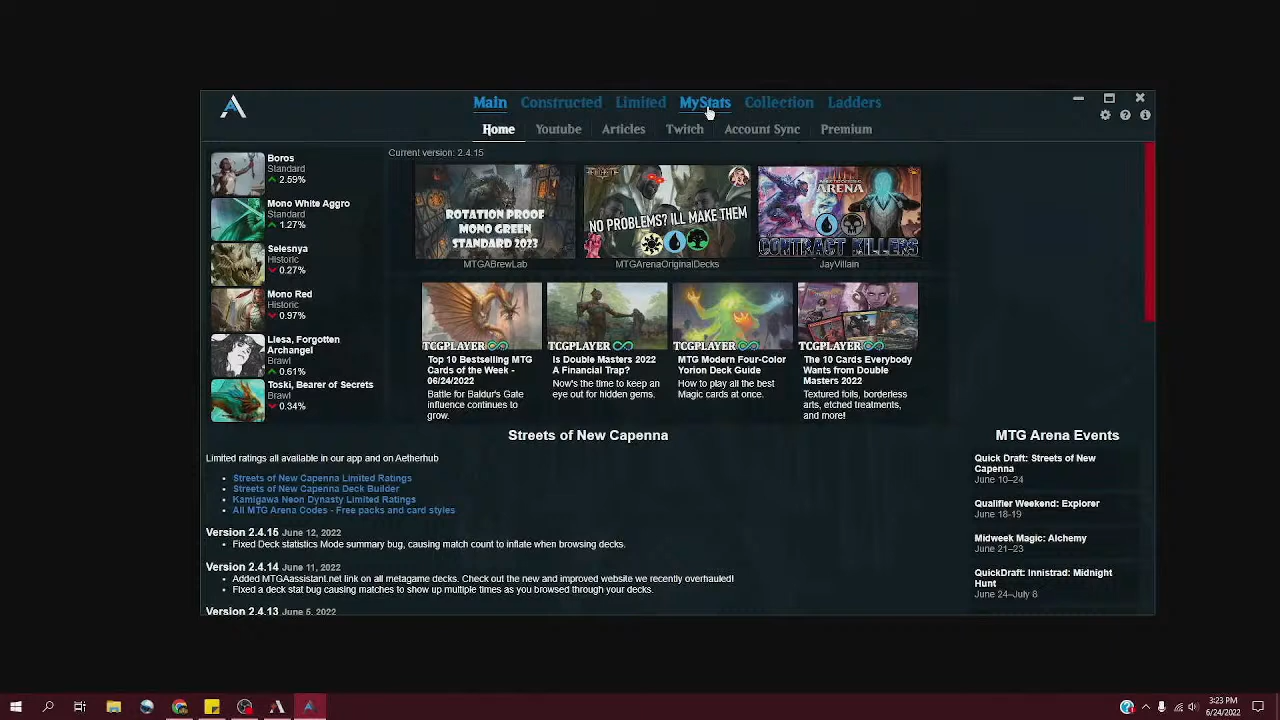 Main Constructed Limited MyStats Collection Ladders
Home Youtube Articles Twitch Account Sync Premium
Current version: 2.4.15
Boros
Standard
2.59%
Mono White Aggro
Standard
1.27%
Selesnya
Historic
0.27%
Mono Red
Historic
0.97%
Liesa, Forgotten
Archangel
Brawl
0.61%
Toski, Bearer of Secrets
Brawl
0.34%
ROTATION PROOF
MONO GREEN
STANDARD 2023
MTGABrewLab
NO PROBLEMS? ILL MAKE THEM
MTGArenaOriginalDecks
ARENA
CONTRACT KILLERS
JayVillain
TCGPLAYER
Top 10 Bestselling MTG
Cards of the Week -
06/24/2022
Battle for Baldur's Gate
influence continues to
grow.
TCGPLAYER
Is Double Masters 2022
A Financial Trap?
Now's the time to keep an
eye out for hidden gems.
TCGPLAYER
MTG Modern Four-Color
Yorion Deck Guide
How to play all the best
Magic cards at once.
TCGPLAYER
The 10 Cards Everybody
Wants from Double
Masters 2022
Textured foils, borderless
arts, etched treatments,
and more!
Streets of New Capenna
Limited ratings all available in our app and on Aetherhub
Streets of New Capenna Limited Ratings
Streets of New Capenna Deck Builder
Kamigawa Neon Dynasty Limited Ratings
All MTG Arena Codes - Free packs and card styles
Version 2.4.15 June 12, 2022
Fixed Deck statistics Mode summary bug, causing match count to inflate when browsing decks.
Version 2.4.14 June 11, 2022
Added MTGAassistant.net link on all metagame decks. Check out the new and improved website we recently overhauled!
Fixed a deck stat bug causing matches to show up multiple times as you browsed through your decks.
Version 2.4.13 June 5, 2022
MTG Arena Events
Quick Draft: Streets of New
Capenna
June 10–24
Qualifier Weekend: Explorer
June 18-19
Midweek Magic: Alchemy
June 21–23
QuickDraft: Innistrad: Midnight
Hunt
June 24–July 8
3:23 PM
6/24/2022